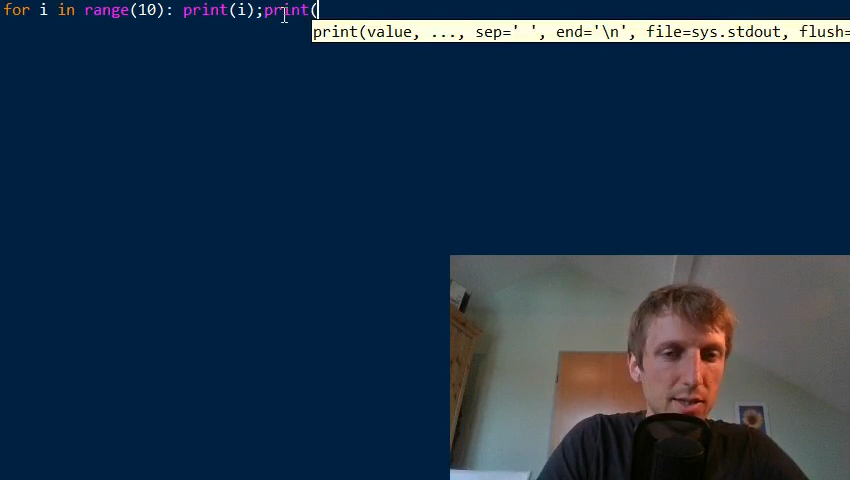 for i in range(10): print(i);print(
print(value, ..., sep=' ', end='\n', file=sys.stdout, flush=